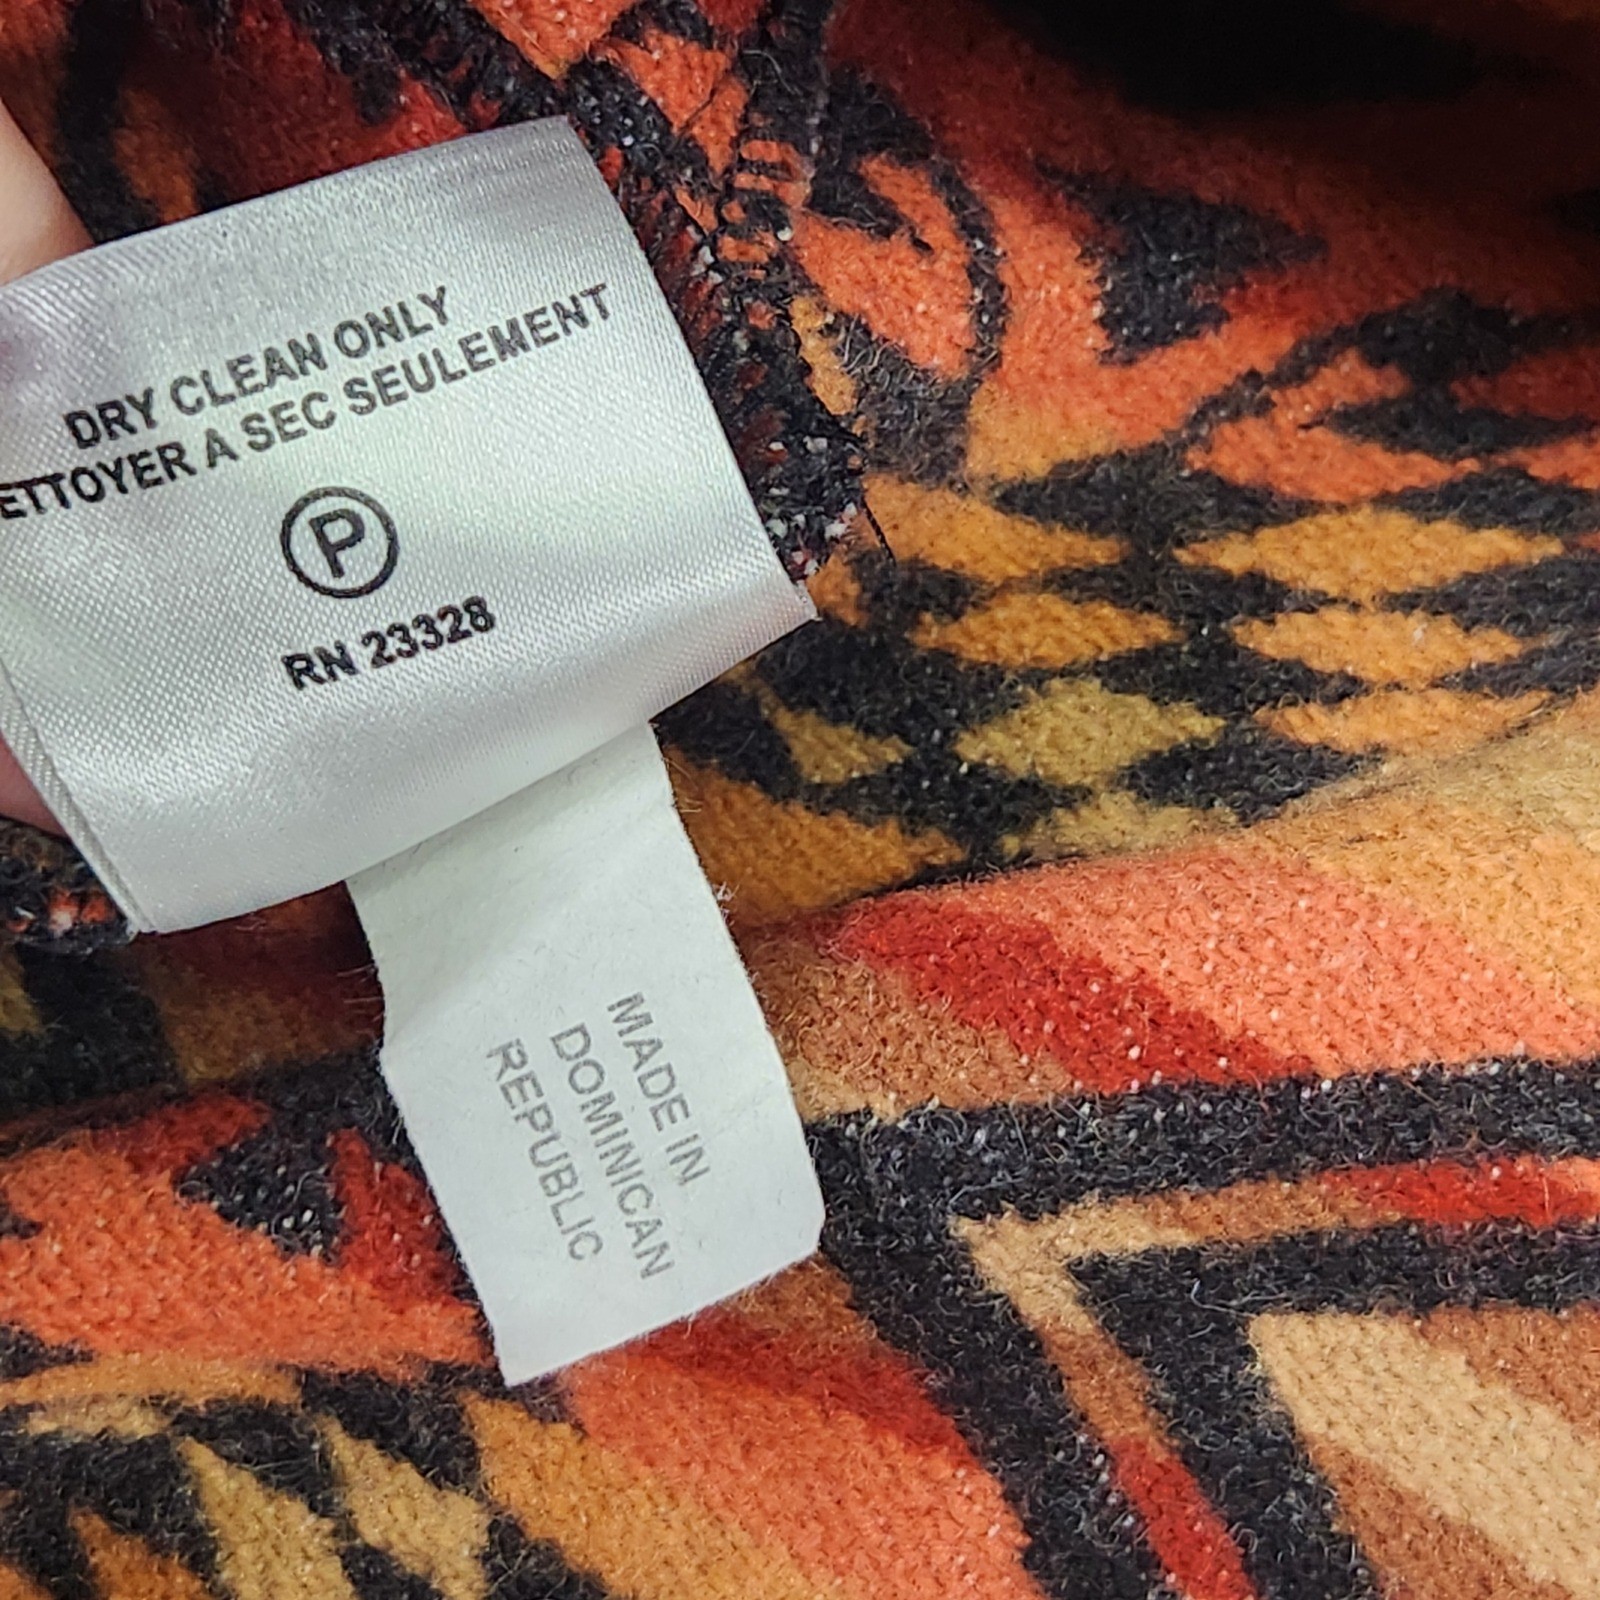 DRY CLEAN ONLY
ETTOYER A SEC SEULEMENT
P
RN 23328
MADE IN
DOMINICAN
REPUBLIC